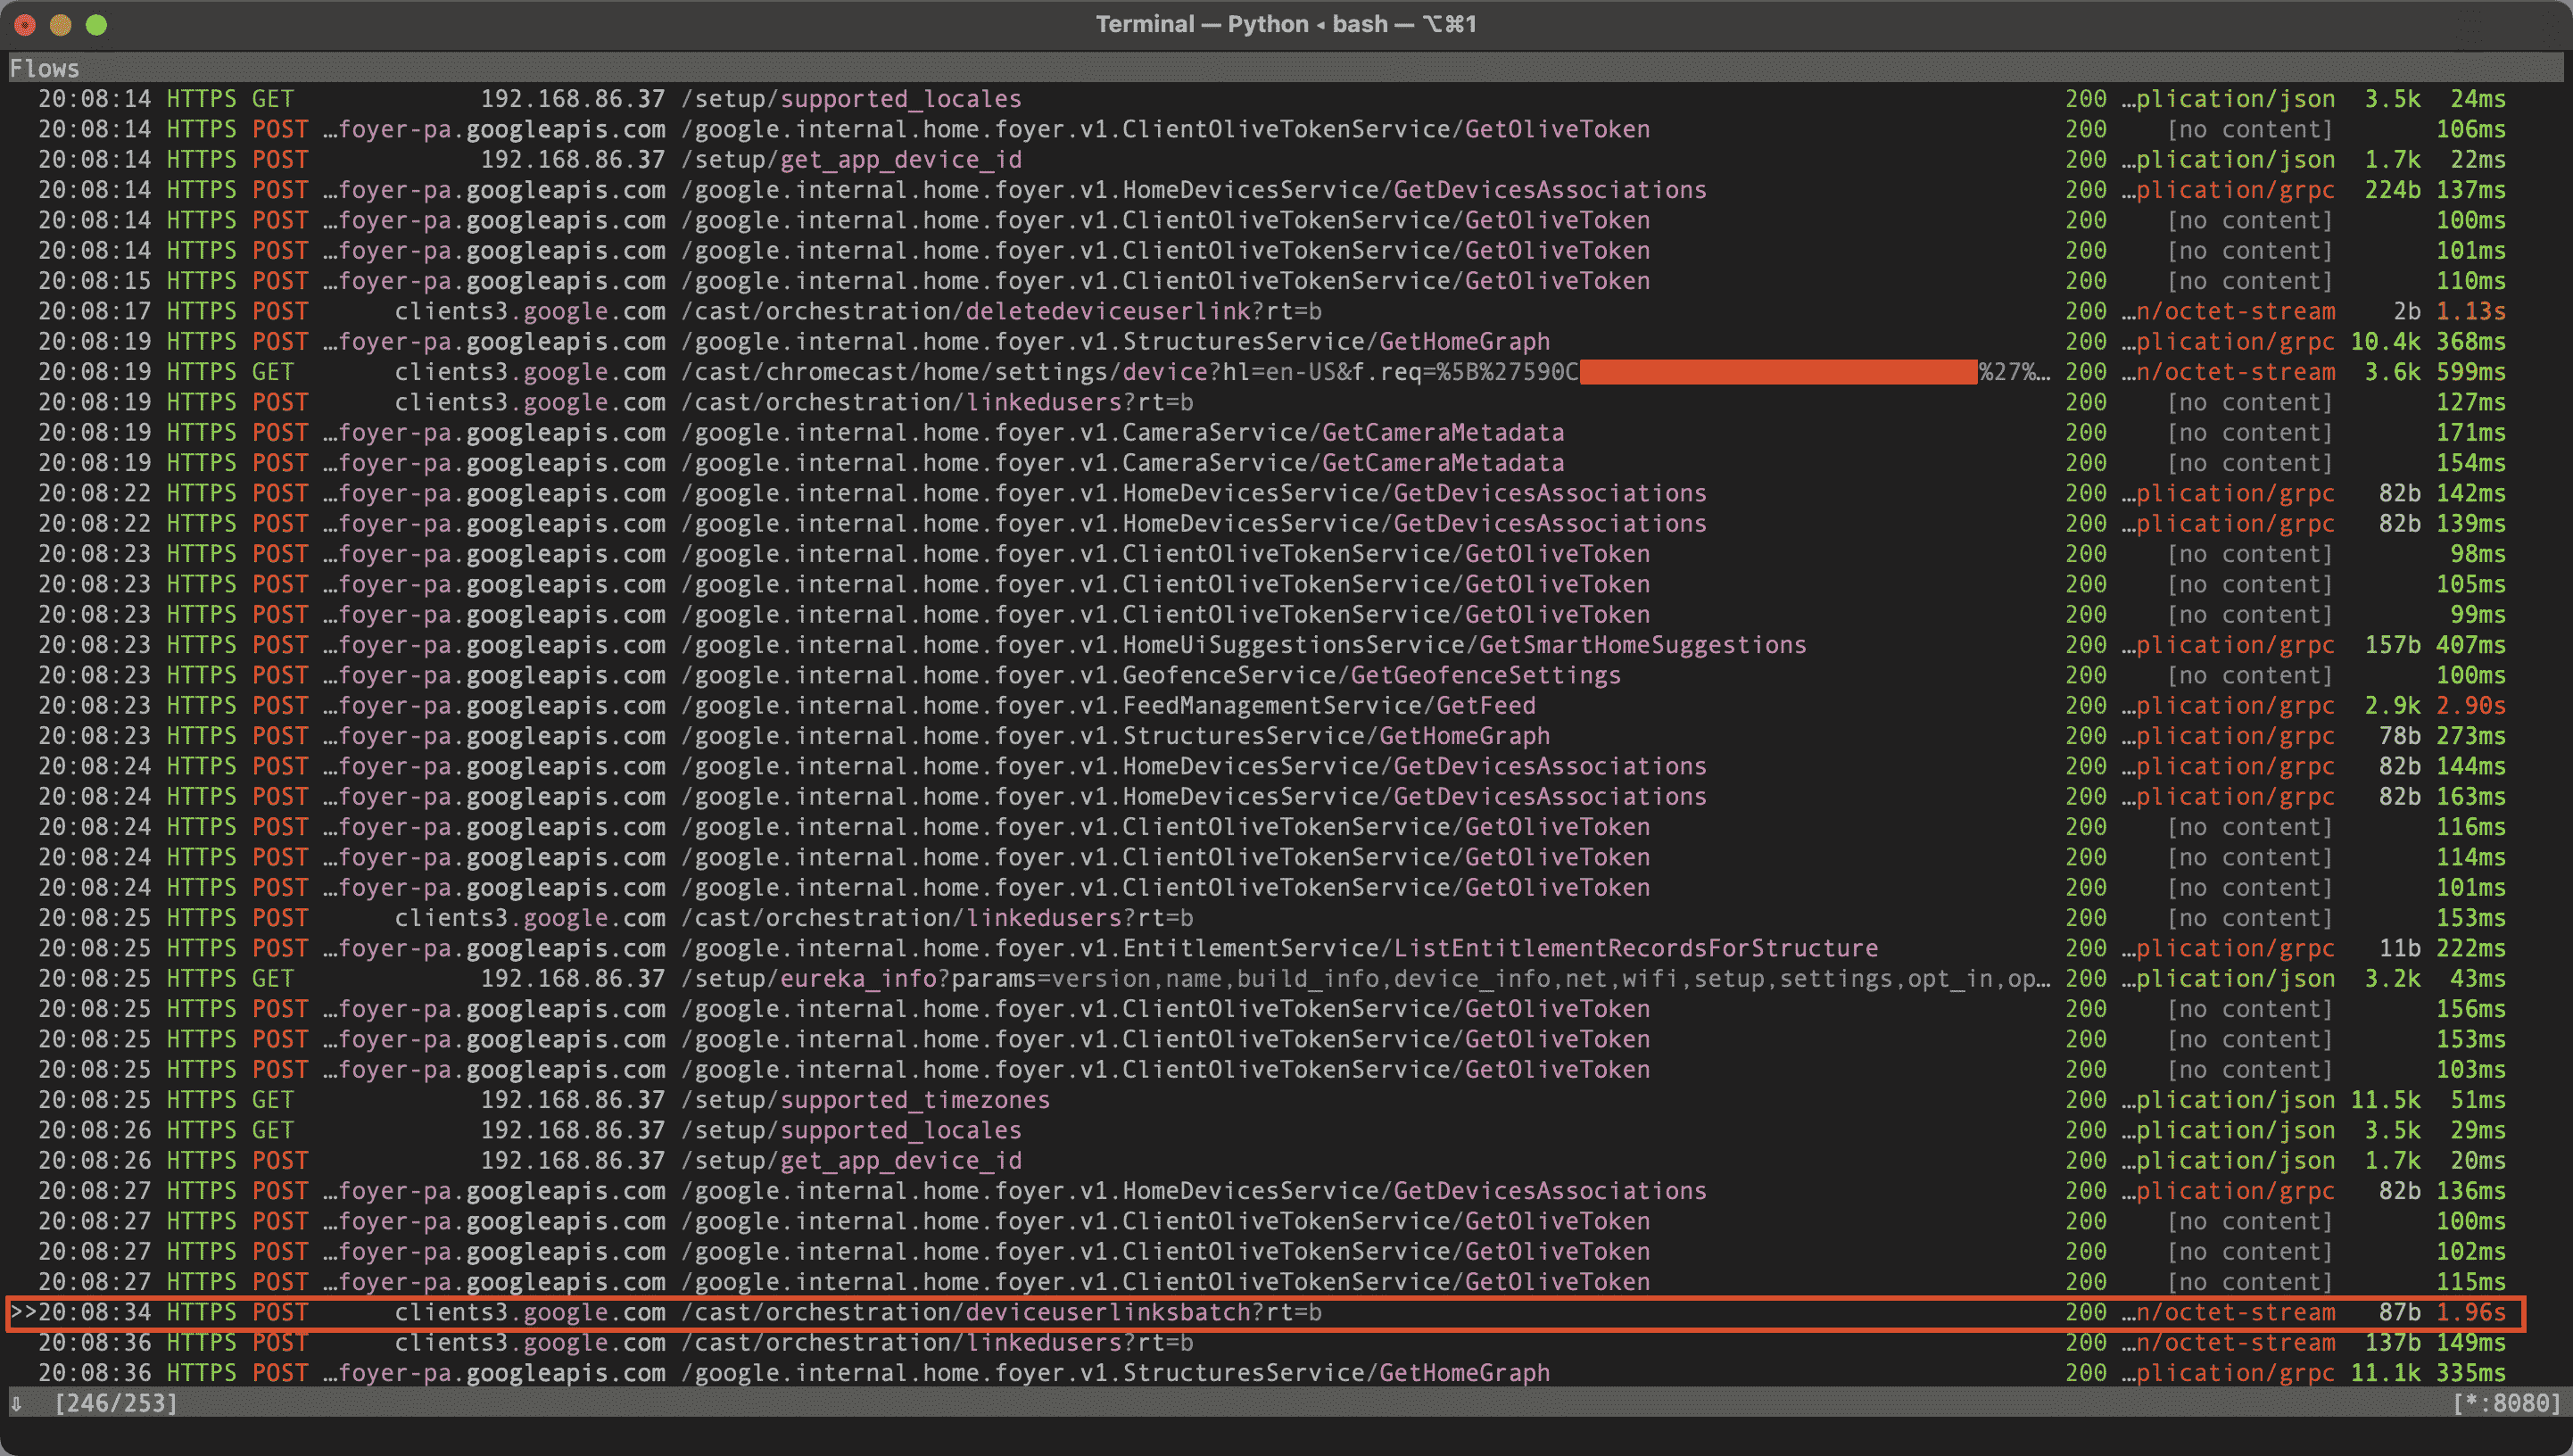 Terminal — Python ◂ bash — ⌥⌘1
Flows
20:08:14 HTTPS GET 192.168.86.37 /setup/supported_locales 200 …plication/json 3.5k 24ms
20:08:14 HTTPS POST …foyer-pa.googleapis.com /google.internal.home.foyer.v1.ClientOliveTokenService/GetOliveToken 200 [no content] 106ms
20:08:14 HTTPS POST 192.168.86.37 /setup/get_app_device_id 200 …plication/json 1.7k 22ms
20:08:14 HTTPS POST …foyer-pa.googleapis.com /google.internal.home.foyer.v1.HomeDevicesService/GetDevicesAssociations 200 …plication/grpc 224b 137ms
20:08:14 HTTPS POST …foyer-pa.googleapis.com /google.internal.home.foyer.v1.ClientOliveTokenService/GetOliveToken 200 [no content] 100ms
20:08:14 HTTPS POST …foyer-pa.googleapis.com /google.internal.home.foyer.v1.ClientOliveTokenService/GetOliveToken 200 [no content] 101ms
20:08:15 HTTPS POST …foyer-pa.googleapis.com /google.internal.home.foyer.v1.ClientOliveTokenService/GetOliveToken 200 [no content] 110ms
20:08:17 HTTPS POST clients3.google.com /cast/orchestration/deletedeviceuserlink?rt=b 200 …n/octet-stream 2b 1.13s
20:08:19 HTTPS POST …foyer-pa.googleapis.com /google.internal.home.foyer.v1.StructuresService/GetHomeGraph 200 …plication/grpc 10.4k 368ms
20:08:19 HTTPS GET clients3.google.com /cast/chromecast/home/settings/device?hl=en-US&f.req=%5B%27590C %27%… 200 …n/octet-stream 3.6k 599ms
20:08:19 HTTPS POST clients3.google.com /cast/orchestration/linkedusers?rt=b 200 [no content] 127ms
20:08:19 HTTPS POST …foyer-pa.googleapis.com /google.internal.home.foyer.v1.CameraService/GetCameraMetadata 200 [no content] 171ms
20:08:19 HTTPS POST …foyer-pa.googleapis.com /google.internal.home.foyer.v1.CameraService/GetCameraMetadata 200 [no content] 154ms
20:08:22 HTTPS POST …foyer-pa.googleapis.com /google.internal.home.foyer.v1.HomeDevicesService/GetDevicesAssociations 200 …plication/grpc 82b 142ms
20:08:22 HTTPS POST …foyer-pa.googleapis.com /google.internal.home.foyer.v1.HomeDevicesService/GetDevicesAssociations 200 …plication/grpc 82b 139ms
20:08:23 HTTPS POST …foyer-pa.googleapis.com /google.internal.home.foyer.v1.ClientOliveTokenService/GetOliveToken 200 [no content] 98ms
20:08:23 HTTPS POST …foyer-pa.googleapis.com /google.internal.home.foyer.v1.ClientOliveTokenService/GetOliveToken 200 [no content] 105ms
20:08:23 HTTPS POST …foyer-pa.googleapis.com /google.internal.home.foyer.v1.ClientOliveTokenService/GetOliveToken 200 [no content] 99ms
20:08:23 HTTPS POST …foyer-pa.googleapis.com /google.internal.home.foyer.v1.HomeUiSuggestionsService/GetSmartHomeSuggestions 200 …plication/grpc 157b 407ms
20:08:23 HTTPS POST …foyer-pa.googleapis.com /google.internal.home.foyer.v1.GeofenceService/GetGeofenceSettings 200 [no content] 100ms
20:08:23 HTTPS POST …foyer-pa.googleapis.com /google.internal.home.foyer.v1.FeedManagementService/GetFeed 200 …plication/grpc 2.9k 2.90s
20:08:23 HTTPS POST …foyer-pa.googleapis.com /google.internal.home.foyer.v1.StructuresService/GetHomeGraph 200 …plication/grpc 78b 273ms
20:08:24 HTTPS POST …foyer-pa.googleapis.com /google.internal.home.foyer.v1.HomeDevicesService/GetDevicesAssociations 200 …plication/grpc 82b 144ms
20:08:24 HTTPS POST …foyer-pa.googleapis.com /google.internal.home.foyer.v1.HomeDevicesService/GetDevicesAssociations 200 …plication/grpc 82b 163ms
20:08:24 HTTPS POST …foyer-pa.googleapis.com /google.internal.home.foyer.v1.ClientOliveTokenService/GetOliveToken 200 [no content] 116ms
20:08:24 HTTPS POST …foyer-pa.googleapis.com /google.internal.home.foyer.v1.ClientOliveTokenService/GetOliveToken 200 [no content] 114ms
20:08:24 HTTPS POST …foyer-pa.googleapis.com /google.internal.home.foyer.v1.ClientOliveTokenService/GetOliveToken 200 [no content] 101ms
20:08:25 HTTPS POST clients3.google.com /cast/orchestration/linkedusers?rt=b 200 [no content] 153ms
20:08:25 HTTPS POST …foyer-pa.googleapis.com /google.internal.home.foyer.v1.EntitlementService/ListEntitlementRecordsForStructure 200 …plication/grpc 11b 222ms
20:08:25 HTTPS GET 192.168.86.37 /setup/eureka_info?params=version,name,build_info,device_info,net,wifi,setup,settings,opt_in,op… 200 …plication/json 3.2k 43ms
20:08:25 HTTPS POST …foyer-pa.googleapis.com /google.internal.home.foyer.v1.ClientOliveTokenService/GetOliveToken 200 [no content] 156ms
20:08:25 HTTPS POST …foyer-pa.googleapis.com /google.internal.home.foyer.v1.ClientOliveTokenService/GetOliveToken 200 [no content] 153ms
20:08:25 HTTPS POST …foyer-pa.googleapis.com /google.internal.home.foyer.v1.ClientOliveTokenService/GetOliveToken 200 [no content] 103ms
20:08:25 HTTPS GET 192.168.86.37 /setup/supported_timezones 200 …plication/json 11.5k 51ms
20:08:26 HTTPS GET 192.168.86.37 /setup/supported_locales 200 …plication/json 3.5k 29ms
20:08:26 HTTPS POST 192.168.86.37 /setup/get_app_device_id 200 …plication/json 1.7k 20ms
20:08:27 HTTPS POST …foyer-pa.googleapis.com /google.internal.home.foyer.v1.HomeDevicesService/GetDevicesAssociations 200 …plication/grpc 82b 136ms
20:08:27 HTTPS POST …foyer-pa.googleapis.com /google.internal.home.foyer.v1.ClientOliveTokenService/GetOliveToken 200 [no content] 100ms
20:08:27 HTTPS POST …foyer-pa.googleapis.com /google.internal.home.foyer.v1.ClientOliveTokenService/GetOliveToken 200 [no content] 102ms
20:08:27 HTTPS POST …foyer-pa.googleapis.com /google.internal.home.foyer.v1.ClientOliveTokenService/GetOliveToken 200 [no content] 115ms
>>20:08:34 HTTPS POST clients3.google.com /cast/orchestration/deviceuserlinksbatch?rt=b 200 …n/octet-stream 87b 1.96s
20:08:36 HTTPS POST clients3.google.com /cast/orchestration/linkedusers?rt=b 200 …n/octet-stream 137b 149ms
20:08:36 HTTPS POST …foyer-pa.googleapis.com /google.internal.home.foyer.v1.StructuresService/GetHomeGraph 200 …plication/grpc 11.1k 335ms
⇩ [246/253] [*:8080]